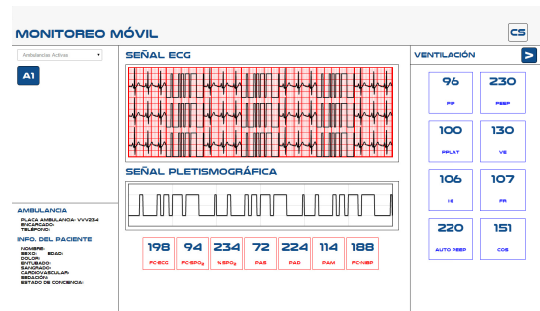 MONITOREO MÓVIL
CS
Ambulancias Activas
A1
SEÑAL ECG
SEÑAL PLETISMOGRÁFICA
198 94 234 72 224 114 188
FC-ECG FC-SPO2 %SPO2 PAS PAD PAM FC-NIBP
VENTILACIÓN
>
96 230
PIP PEEP
100 130
PPLAT VE
106 107
I:E FR
220 151
AUTO PEEP COS
AMBULANCIA
PLACA AMBULANCIA: VVV234
ENCARGADO:
TELÉFONO:
INFO. DEL PACIENTE
NOMBRE:
SEXO: EDAD:
DOLOR:
ENTUBADO:
SANGRADO:
CARDIOVASCULAR:
SEDACIÓN:
ESTADO DE CONCIENCIA: